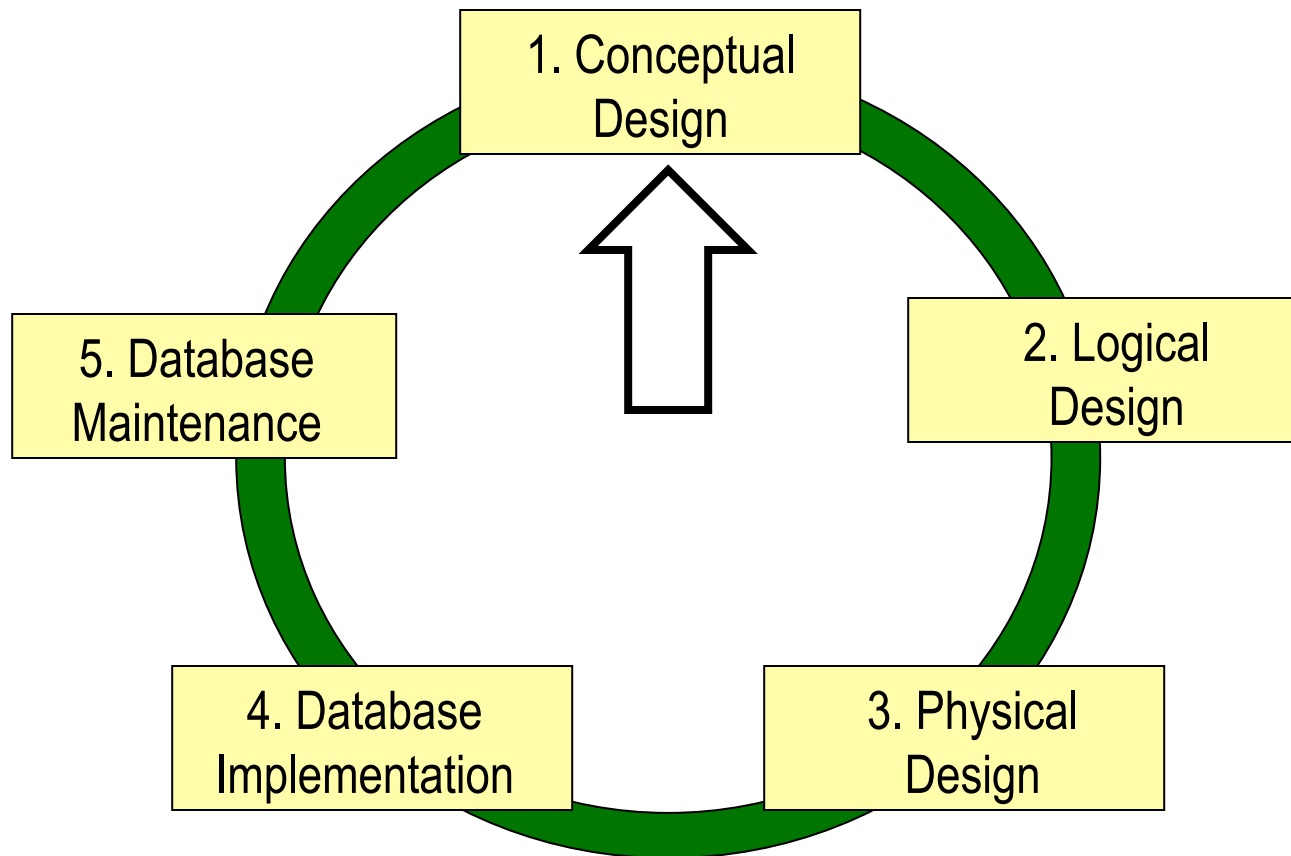 1. Conceptual
Design
2. Logical
Design
3. Physical
Design
4. Database
Implementation
5. Database
Maintenance